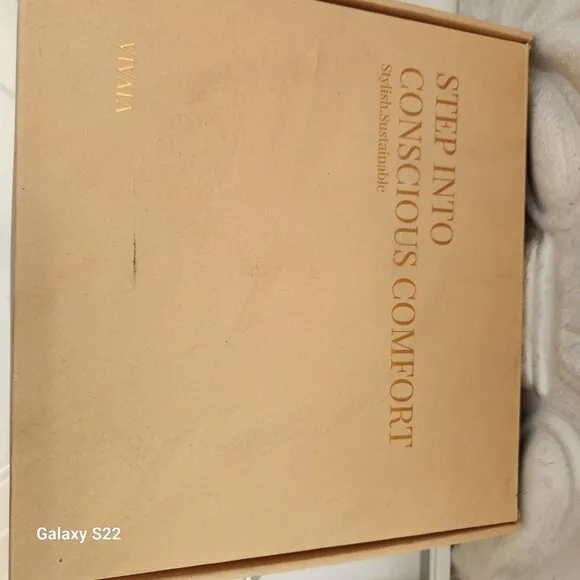 STEP INTO
CONSCIOUS COMFORT
Stylish.Sustainable
VIVAIA
Galaxy S22